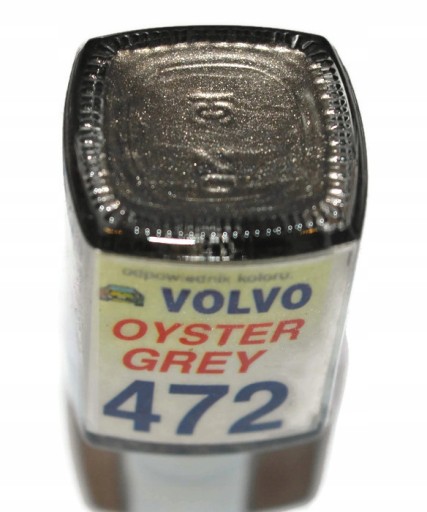 odpowiednik koloru:
VOLVO
OYSTER
GREY
472